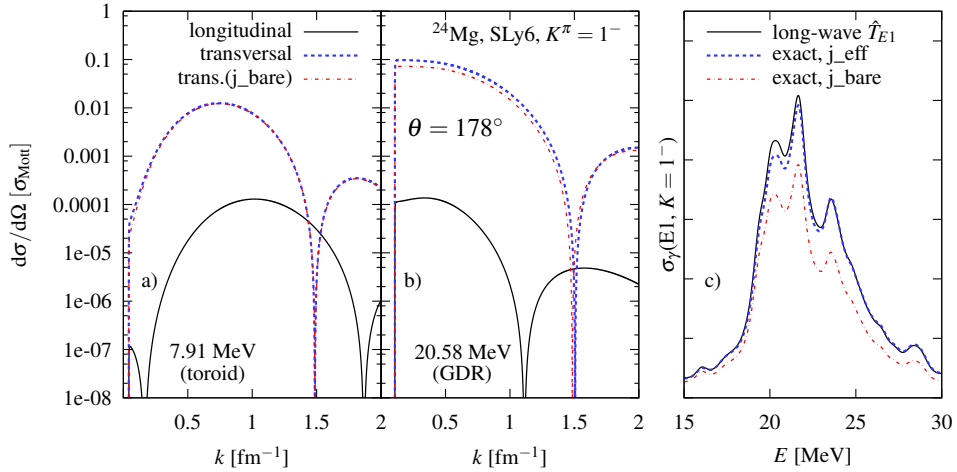 longitudinal
transversal
trans.(j_bare)
²⁴Mg, SLy6, Kπ = 1⁻
long-wave T̂_E1
exact, j_eff
exact, j_bare
0.1
0.01
0.001
0.0001
1e-05
1e-06
1e-07
1e-08
dσ/dΩ [σ_Mott]
θ = 178°
a)
7.91 MeV
(toroid)
b)
20.58 MeV
(GDR)
σ_γ(E1, K = 1⁻)
c)
0.5 1 1.5
0.5 1 1.5 2
15 20 25 30
k [fm⁻¹]
k [fm⁻¹]
E [MeV]